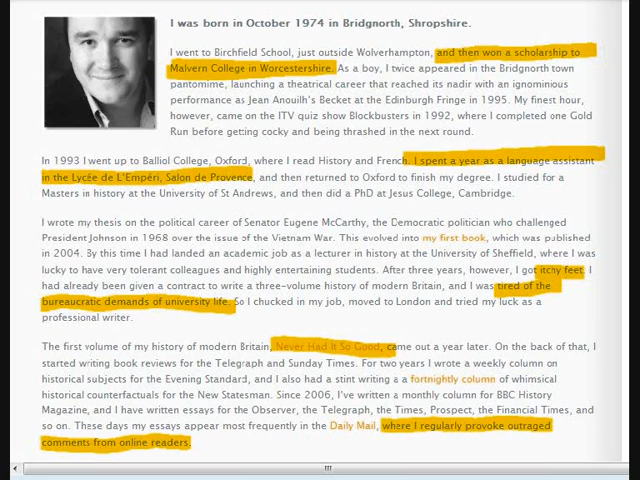 I was born in October 1974 in Bridgnorth, Shropshire.
I went to Birchfield School, just outside Wolverhampton, and then won a scholarship to
Malvern College in Worcestershire. As a boy, I twice appeared in the Bridgnorth town
pantomime, launching a theatrical career that reached its nadir with an ignominious
performance as Jean Anouilh's Becket at the Edinburgh Fringe in 1995. My finest hour,
however, came on the ITV quiz show Blockbusters in 1992, where I completed one Gold
Run before getting cocky and being thrashed in the next round.
In 1993 I went up to Balliol College, Oxford, where I read History and French. I spent a year as a language assistant
in the Lycée de L'Empéri, Salon de Provence, and then returned to Oxford to finish my degree. I studied for a
Masters in history at the University of St Andrews, and then did a PhD at Jesus College, Cambridge.
I wrote my thesis on the political career of Senator Eugene McCarthy, the Democratic politician who challenged
President Johnson in 1968 over the issue of the Vietnam War. This evolved into my first book, which was published
in 2004. By this time I had landed an academic job as a lecturer in history at the University of Sheffield, where I was
lucky to have very tolerant colleagues and highly entertaining students. After three years, however, I got itchy feet. I
had already been given a contract to write a three-volume history of modern Britain, and I was tired of the
bureaucratic demands of university life. So I chucked in my job, moved to London and tried my luck as a
professional writer.
The first volume of my history of modern Britain, Never Had It So Good, came out a year later. On the back of that, I
started writing book reviews for the Telegraph and Sunday Times. For two years I wrote a weekly column on
historical subjects for the Evening Standard, and I also had a stint writing a a fortnightly column of whimsical
historical counterfactuals for the New Statesman. Since 2006, I've written a monthly column for BBC History
Magazine, and I have written essays for the Observer, the Telegraph, the Times, Prospect, the Financial Times, and
so on. These days my essays appear most frequently in the Daily Mail, where I regularly provoke outraged
comments from online readers.